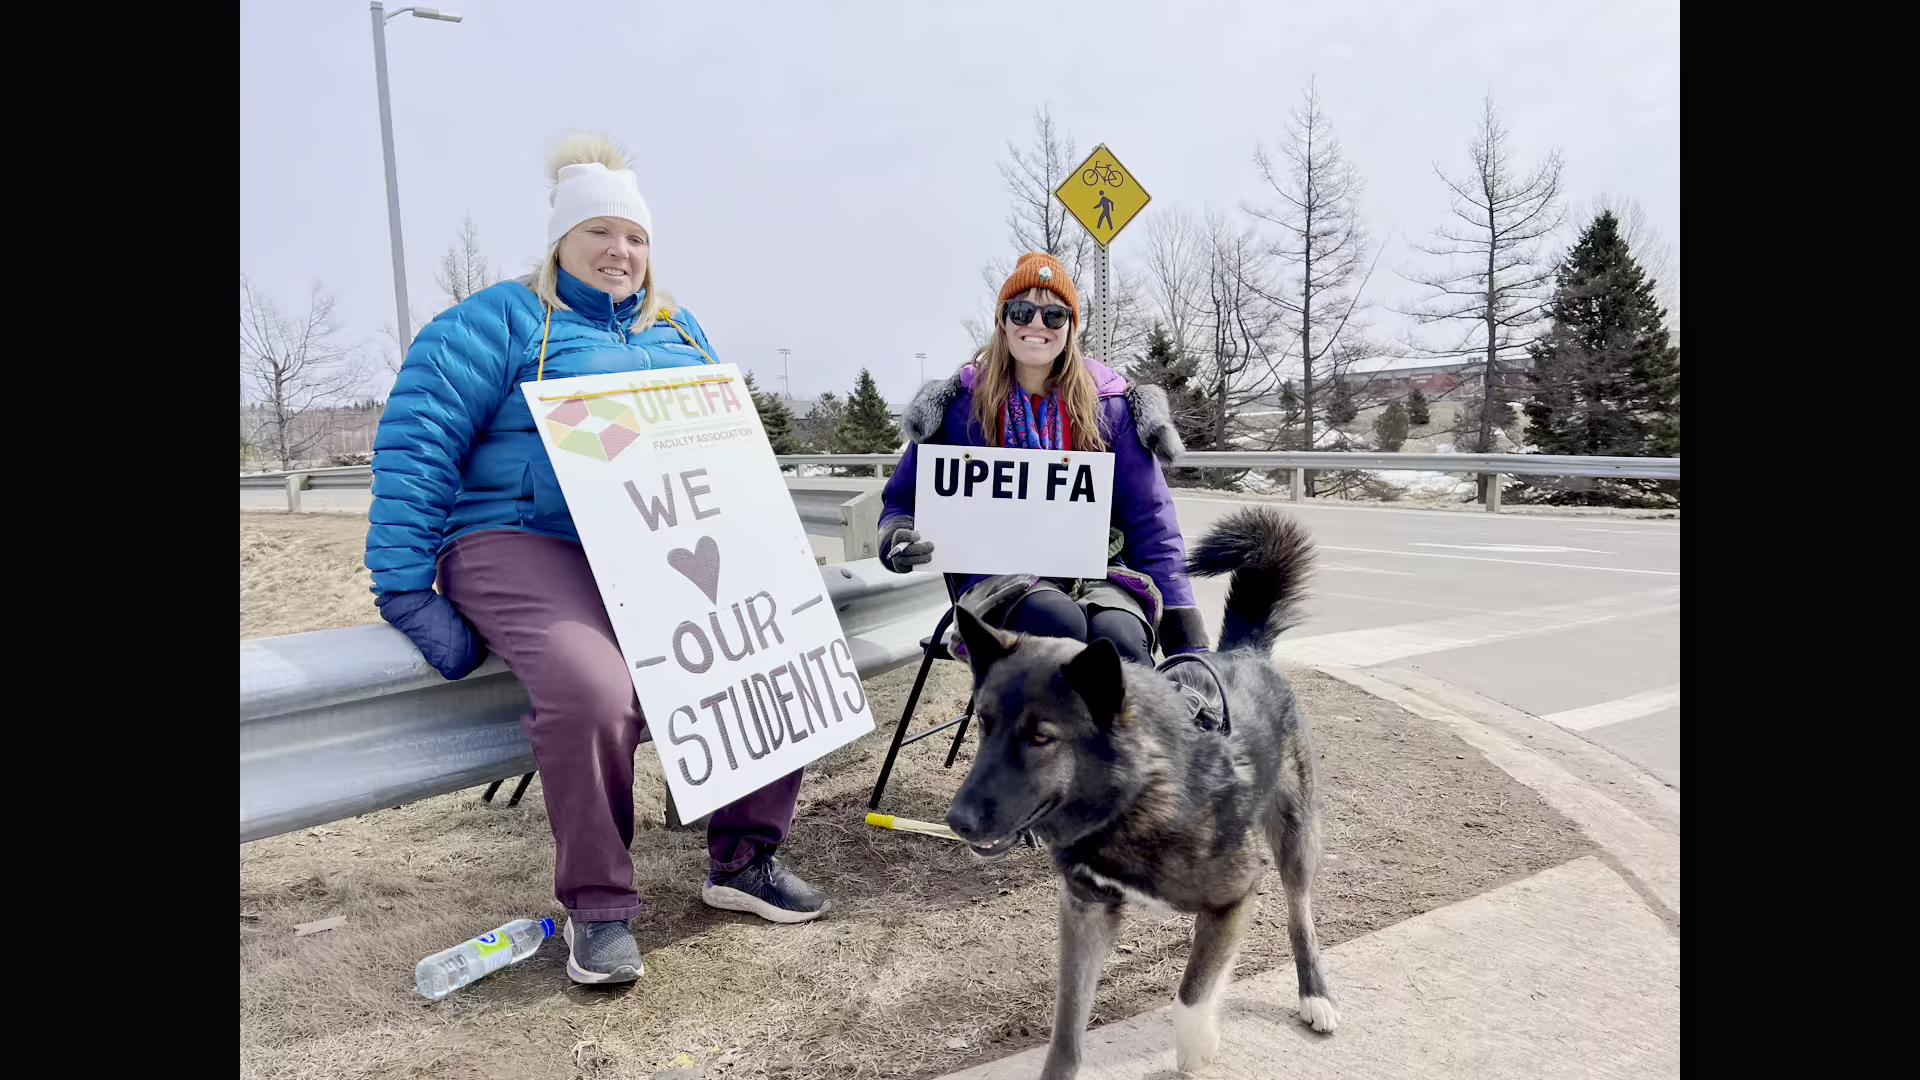 UPEIFA
FACULTY ASSOCIATION
WE
OUR
STUDENTS
UPEI FA